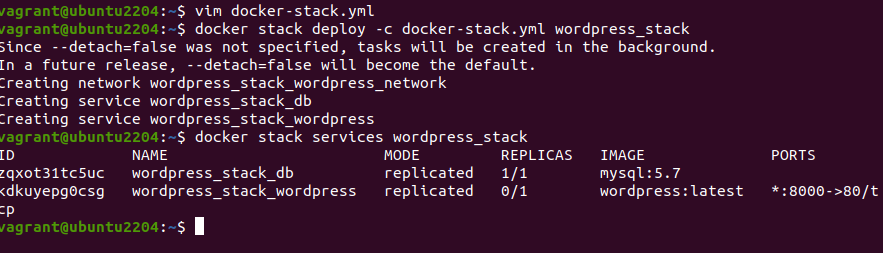 vagrant@ubuntu2204:~$ vim docker-stack.yml
vagrant@ubuntu2204:~$ docker stack deploy -c docker-stack.yml wordpress_stack
Since --detach=false was not specified, tasks will be created in the background.
In a future release, --detach=false will become the default.
Creating network wordpress_stack_wordpress_network
Creating service wordpress_stack_db
Creating service wordpress_stack_wordpress
vagrant@ubuntu2204:~$ docker stack services wordpress_stack
ID NAME MODE REPLICAS IMAGE PORTS
zqxot31tc5uc wordpress_stack_db replicated 1/1 mysql:5.7
kdkuyepg0csg wordpress_stack_wordpress replicated 0/1 wordpress:latest *:8000->80/t
cp
vagrant@ubuntu2204:~$